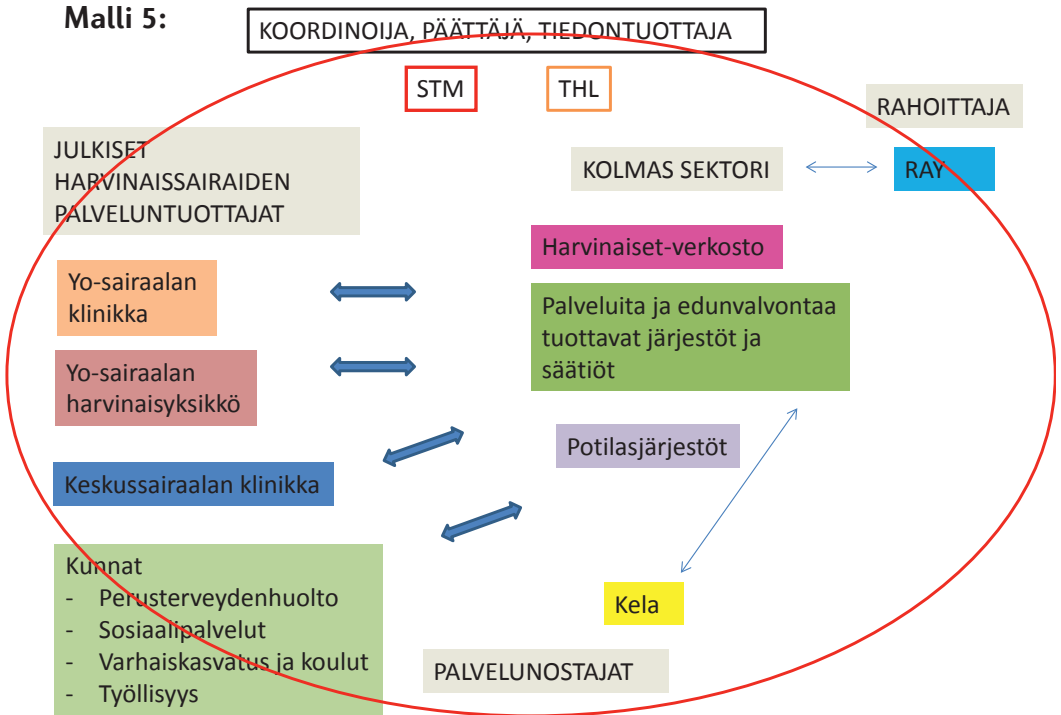 Malli 5:
KOORDINOIJA, PÄÄTTÄJÄ, TIEDONTUOTTAJA
STM
THL
RAHOITTAJA
RAY
JULKISET
HARVINAISSAIRAIDEN
PALVELUNTUOTTAJAT
KOLMAS SEKTORI
Yo-sairaalan
klinikka
Yo-sairaalan
harvinaisyksikkö
Keskussairaalan klinikka
Kunnat
- Perusterveydenhuolto
- Sosiaalipalvelut
- Varhaiskasvatus ja koulut
- Työllisyys
Harvinaiset-verkosto
Palveluita ja edunvalvontaa
tuottavat järjestöt ja
säätiöt
Potilasjärjestöt
Kela
PALVELUNOSTAJAT